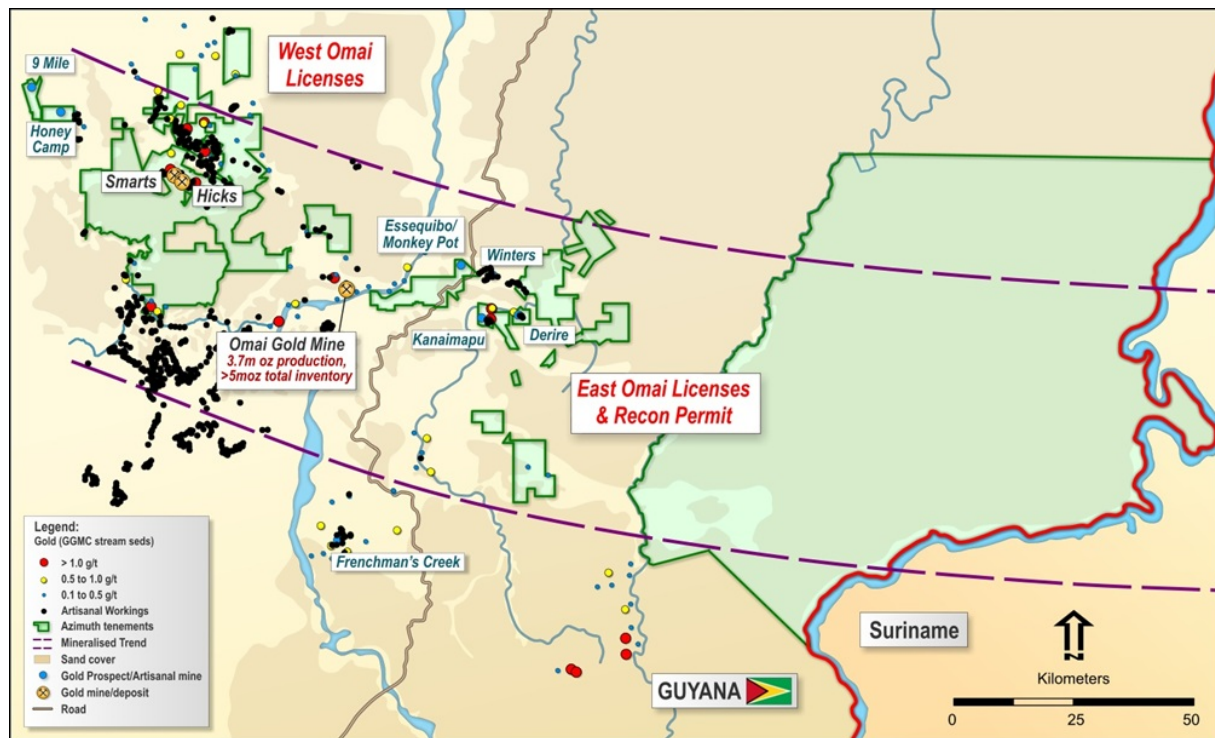 West Omai
Licenses
9 Mile
Honey
Camp
Smarts
Hicks
Essequibo/
Monkey Pot
Winters
Omai Gold Mine
3.7m oz production,
>5moz total inventory
Kanaimapu
Derire
East Omai Licenses
& Recon Permit
Frenchman's Creek
Legend:
Gold (GGMC stream seds)
> 1.0 g/t
0.5 to 1.0 g/t
0.1 to 0.5 g/t
Artisanal Workings
Azimuth tenements
Mineralised Trend
Sand cover
Gold Prospect/Artisanal mine
Gold mine/deposit
Road
Suriname
GUYANA
N
Kilometers
0 25 50